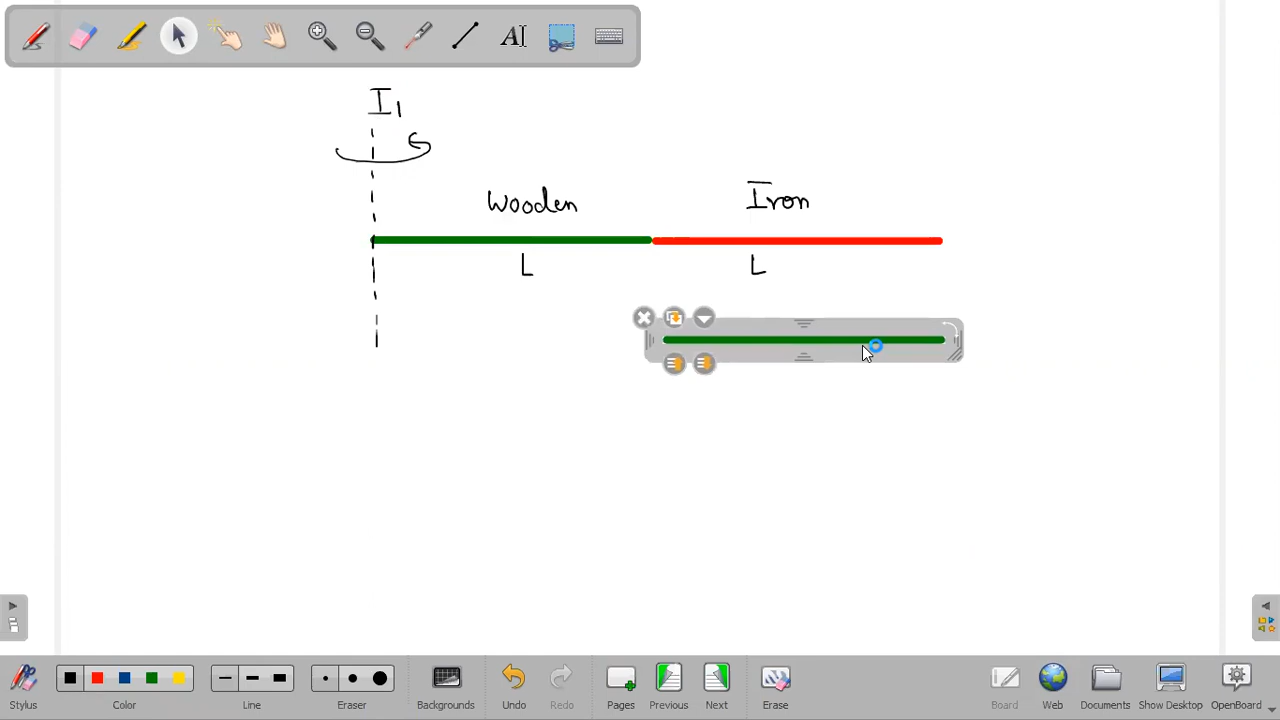 AI
I1
Wooden Iron
L L
Stylus Color Line Eraser Backgrounds Undo Redo Pages Previous Next Erase Board Web Documents Show Desktop OpenBoard